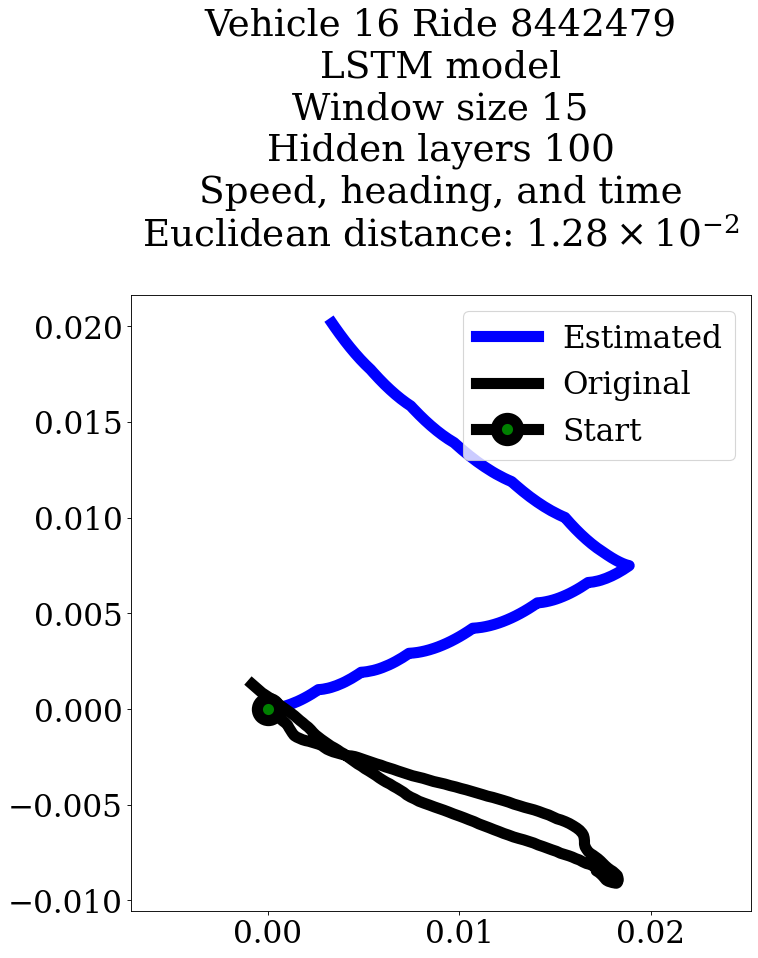 Vehicle 16 Ride 8442479
LSTM model
Window size 15
Hidden layers 100
Speed, heading, and time
Euclidean distance: 1.28 × 10⁻²
Estimated
Original
Start
0.020
0.015
0.010
0.005
0.000
−0.005
−0.010
0.00
0.01
0.02